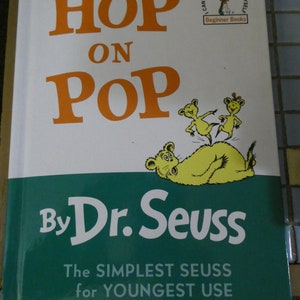 HOP
ON
POP
Beginner Books
By Dr. Seuss
The SIMPLEST SEUSS
for YOUNGEST USE